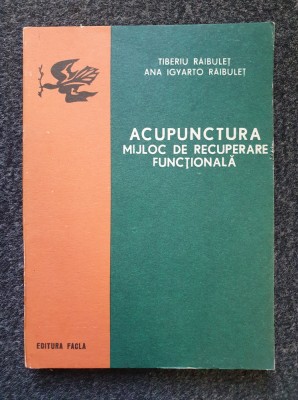 TIBERIU RAIBULEȚ
ANA IGYARTO RAIBULEȚ
ACUPUNCTURA
MIJLOC DE RECUPERARE
FUNCȚIONALĂ
EDITURA FACLA